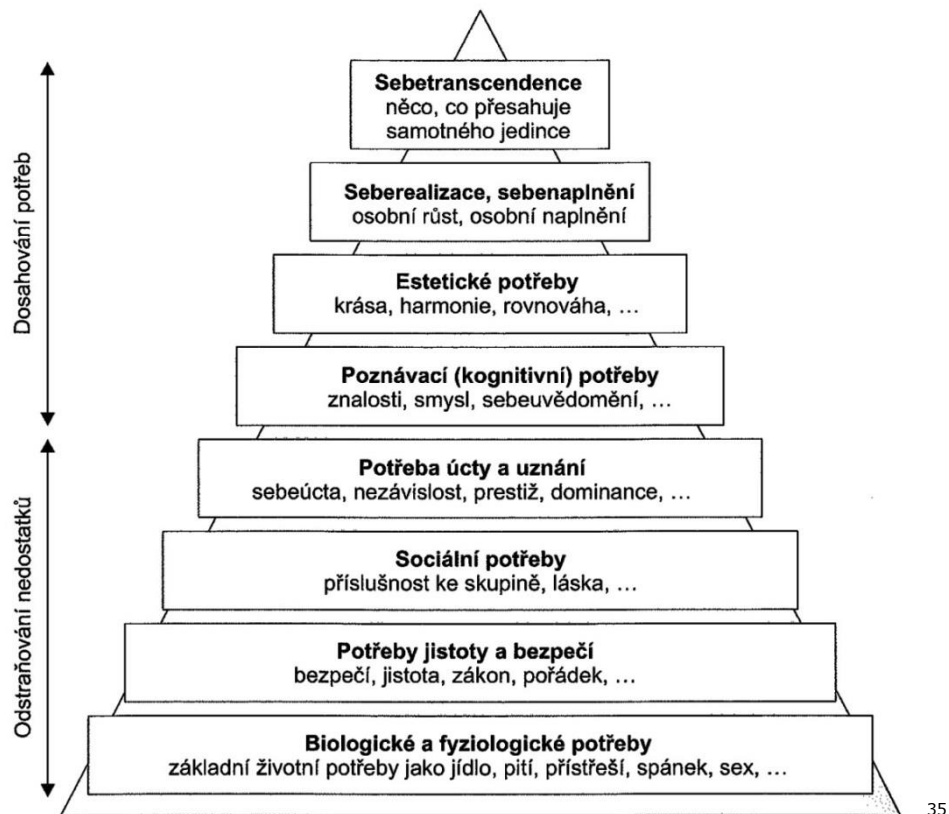 Sebetranscendence
něco, co přesahuje
samotného jedince
Seberealizace, sebenaplnění
osobní růst, osobní naplnění
Estetické potřeby
krása, harmonie, rovnováha, …
Poznávací (kognitivní) potřeby
znalosti, smysl, sebeuvědomění, …
Dosahování potřeb
Potřeba úcty a uznání
sebeúcta, nezávislost, prestiž, dominance, …
Sociální potřeby
příslušnost ke skupině, láska, …
Potřeby jistoty a bezpečí
bezpečí, jistota, zákon, pořádek, …
Biologické a fyziologické potřeby
základní životní potřeby jako jídlo, pití, přístřeší, spánek, sex, …
Odstraňování nedostatků
35